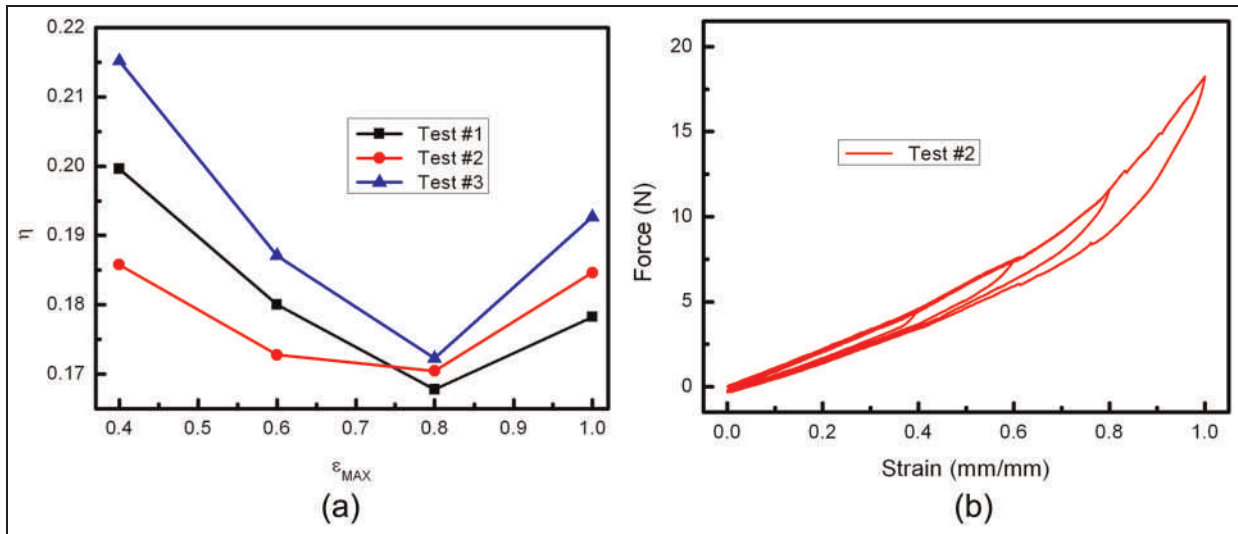 0.22
0.21
0.20
0.19
0.18
0.17
η
0.4 0.5 0.6 0.7 0.8 0.9 1.0
ε_MAX
Test #1
Test #2
Test #3
(a)
20
15
10
5
0
Force (N)
Test #2
0.0 0.2 0.4 0.6 0.8 1.0
Strain (mm/mm)
(b)